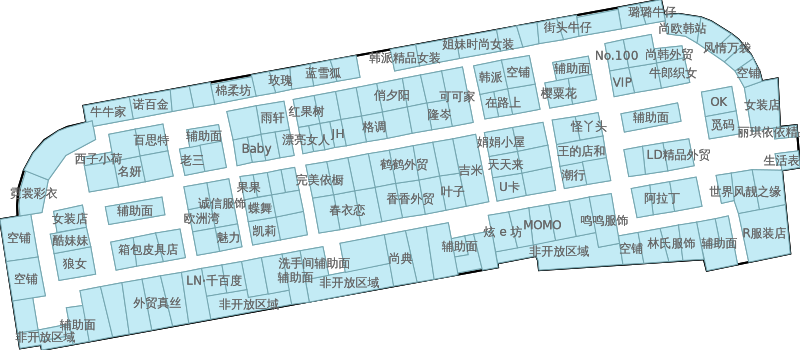 璐璐牛仔
街头牛仔
尚欧韩站
姐妹时尚女装
风情万袋
韩派精品女装
No.100
尚韩外贸
蓝雪狐
辅助面
牛郎织女
空铺
玫瑰
韩派
空铺
VIP
棉柔坊
俏夕阳
可可家
樱粟花
OK
女装店
诺百金
在路上
牛牛家
红果树
隆岑
雨轩
辅助面
觅码
格调
怪丫头
丽琪依依精
JH
漂亮女人
百思特
辅助面
娟娟小屋
Baby
王的店和
LD精品外贸
西子小荷
老三
鹤鹤外贸
天天来
生活表
名妍
吉米
潮行
完美依橱
U卡
果果
叶子
世界风靓之缘
霓裳彩衣
香香外贸
阿拉丁
诚信服饰
蝶舞
春衣恋
辅助面
欧洲湾
女装店
鸣鸣服饰
MOMO
凯莉
炫 e 坊
R服装店
空铺
酷妹妹
魅力
林氏服饰
辅助面
箱包皮具店
辅助面
空铺
非开放区域
狼女
尚典
洗手间辅助面
空铺
LN·千百度
辅助面
非开放区域
外贸真丝
非开放区域
辅助面
非开放区域